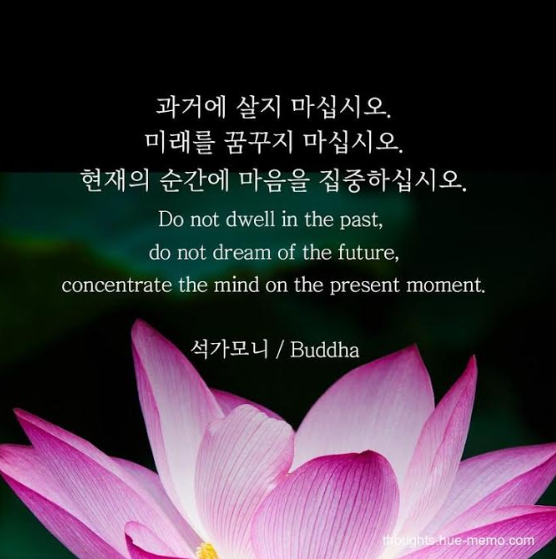 과거에 살지 마십시오.
미래를 꿈꾸지 마십시오.
현재의 순간에 마음을 집중하십시오.
Do not dwell in the past,
do not dream of the future,
concentrate the mind on the present moment.
석가모니 / Buddha
thoughts.hue-memo.com